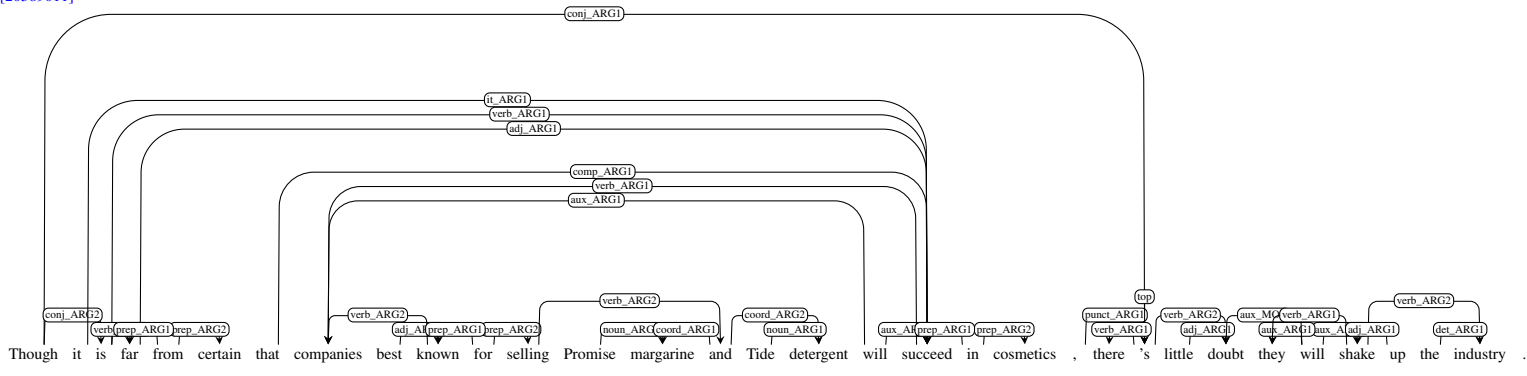 conj_ARG1
it_ARG1
verb_ARG1
adj_ARG1
comp_ARG1
verb_ARG1
aux_ARG1
top
verb_ARG2
conj_ARG2 verb_ARG2 coord_ARG2 punct_ARG1 verb_ARG2 verb_ARG1 verb_ARG2
prep_ARG1 prep_ARG2 prep_ARG1 prep_ARG2 coord_ARG1 noun_ARG1 prep_ARG1 prep_ARG2 verb_ARG1 adj_ARG1 aux_ARG1 adj_ARG1 det_ARG1
Though it is far from certain that companies best known for selling Promise margarine and Tide detergent will succeed in cosmetics , there 's little doubt they will shake up the industry .